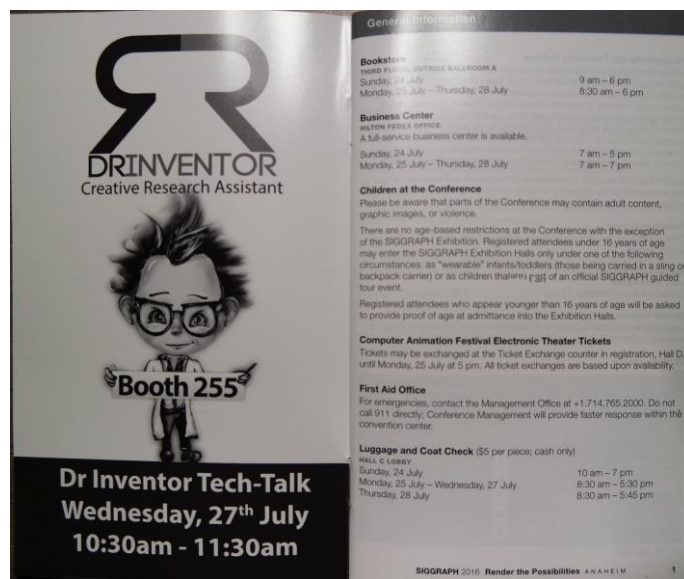 DRINVENTOR
Creative Research Assistant
Booth 255
Dr Inventor Tech-Talk
Wednesday, 27th July
10:30am - 11:30am
General Information
Bookstore
THIRD FLOOR, OUTSIDE BALLROOM A
Sunday, 24 July 9 am – 6 pm
Monday, 25 July – Thursday, 28 July 8:30 am – 6 pm
Business Center
HILTON FEDEX OFFICE
A full-service business center is available.
Sunday, 24 July 7 am – 5 pm
Monday, 25 July – Thursday, 28 July 7 am – 7 pm
Children at the Conference
Please be aware that parts of the Conference may contain adult content,
graphic images, or violence.
There are no age-based restrictions at the Conference with the exception
of the SIGGRAPH Exhibition. Registered attendees under 16 years of age
may enter the SIGGRAPH Exhibition Halls only under one of the following
circumstances: as "wearable" infants/toddlers (those being carried in a sling or
backpack carrier) or as children that are part of an official SIGGRAPH guided
tour event.
Registered attendees who appear younger than 16 years of age will be asked
to provide proof of age at admittance into the Exhibition Halls.
Computer Animation Festival Electronic Theater Tickets
Tickets may be exchanged at the Ticket Exchange counter in registration, Hall D,
until Monday, 25 July at 5 pm. All ticket exchanges are based upon availability.
First Aid Office
For emergencies, contact the Management Office at +1.714.765.2000. Do not
call 911 directly; Conference Management will provide faster response within the
convention center.
Luggage and Coat Check ($5 per piece; cash only)
HALL C LOBBY
Sunday, 24 July 10 am – 7 pm
Monday, 25 July – Wednesday, 27 July 8:30 am – 5:30 pm
Thursday, 28 July 8:30 am – 5:45 pm
SIGGRAPH 2016 Render the Possibilities ANAHEIM 1